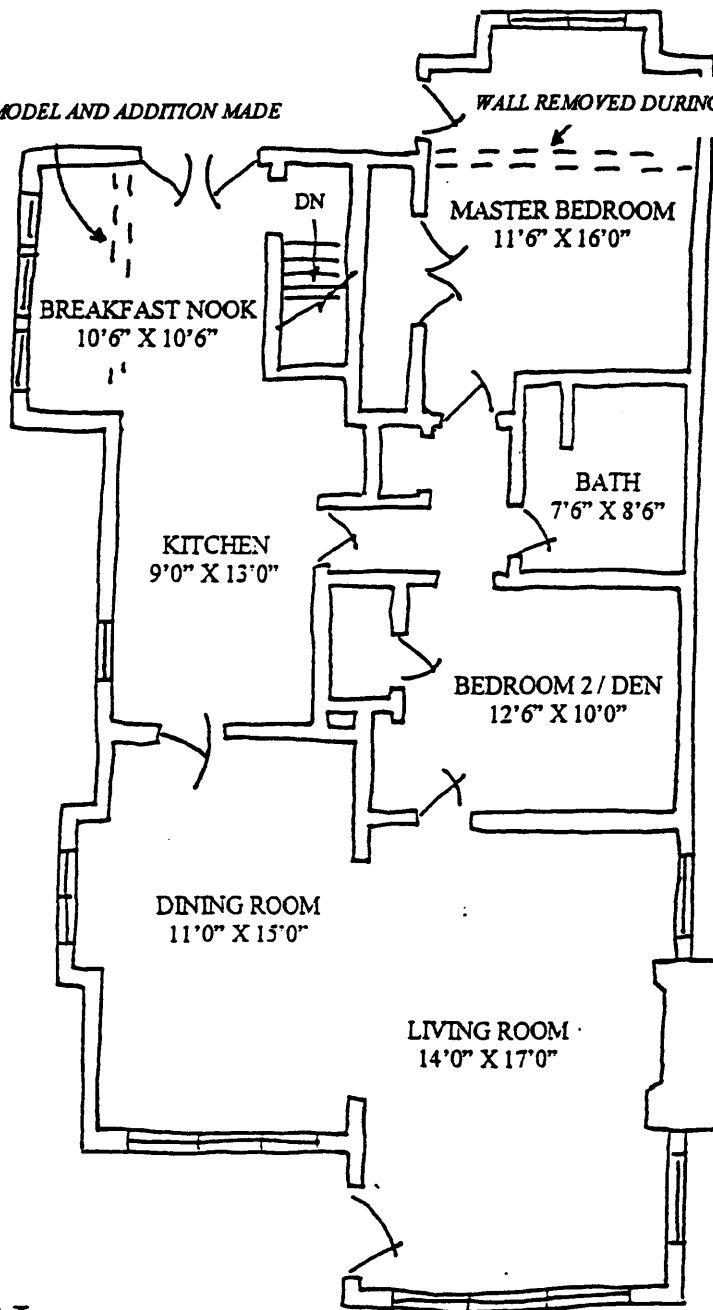 MODEL AND ADDITION MADE
WALL REMOVED DURING
DN
MASTER BEDROOM
11'6" X 16'0"
BREAKFAST NOOK
10'6" X 10'6"
BATH
7'6" X 8'6"
KITCHEN
9'0" X 13'0"
BEDROOM 2 / DEN
12'6" X 10'0"
DINING ROOM
11'0" X 15'0"
LIVING ROOM
14'0" X 17'0"